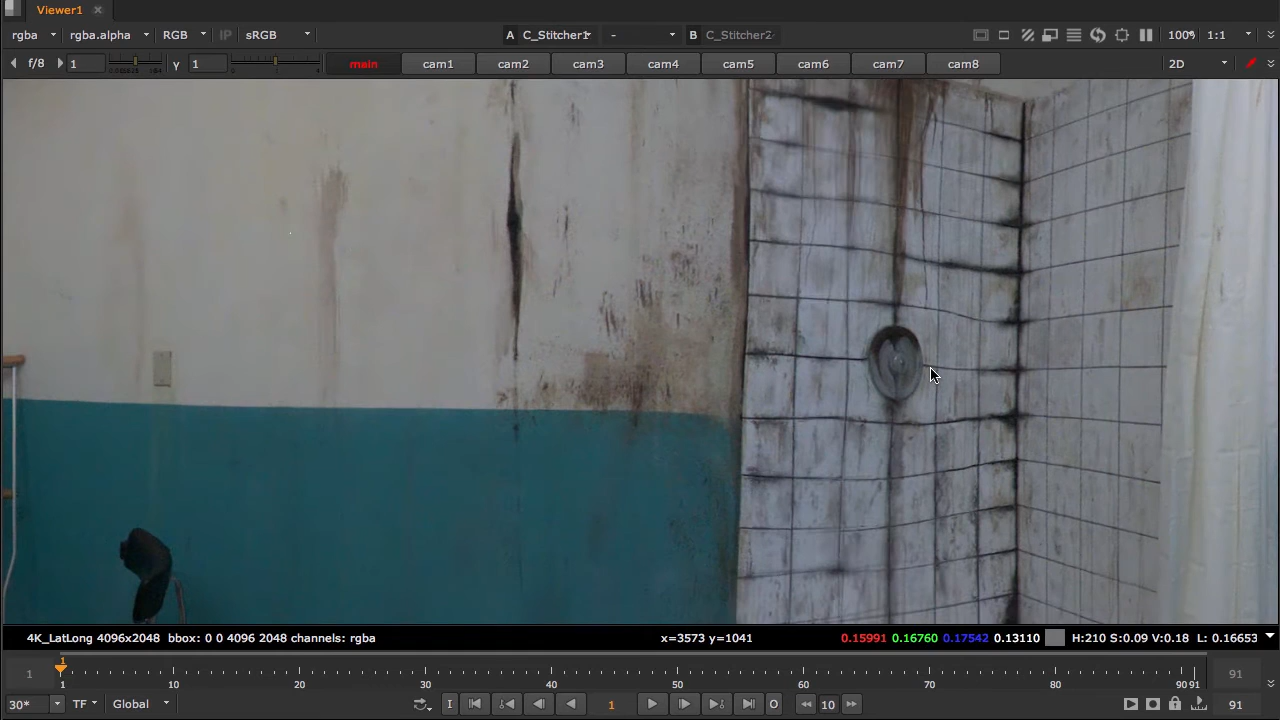 Viewer1
rgba rgba.alpha RGB IP sRGB A C_Stitcher1 - B C_Stitcher2 100% 1:1
f/8 1 γ 1 main cam1 cam2 cam3 cam4 cam5 cam6 cam7 cam8 2D
4K_LatLong 4096x2048 bbox: 0 0 4096 2048 channels: rgba x=3573 y=1041 0.15991 0.16760 0.17542 0.13110 H:210 S:0.09 V:0.18 L: 0.16653
1 1 91
1 10 20 30 40 50 60 70 80 90 91
30* TF Global I 1 O 10 91